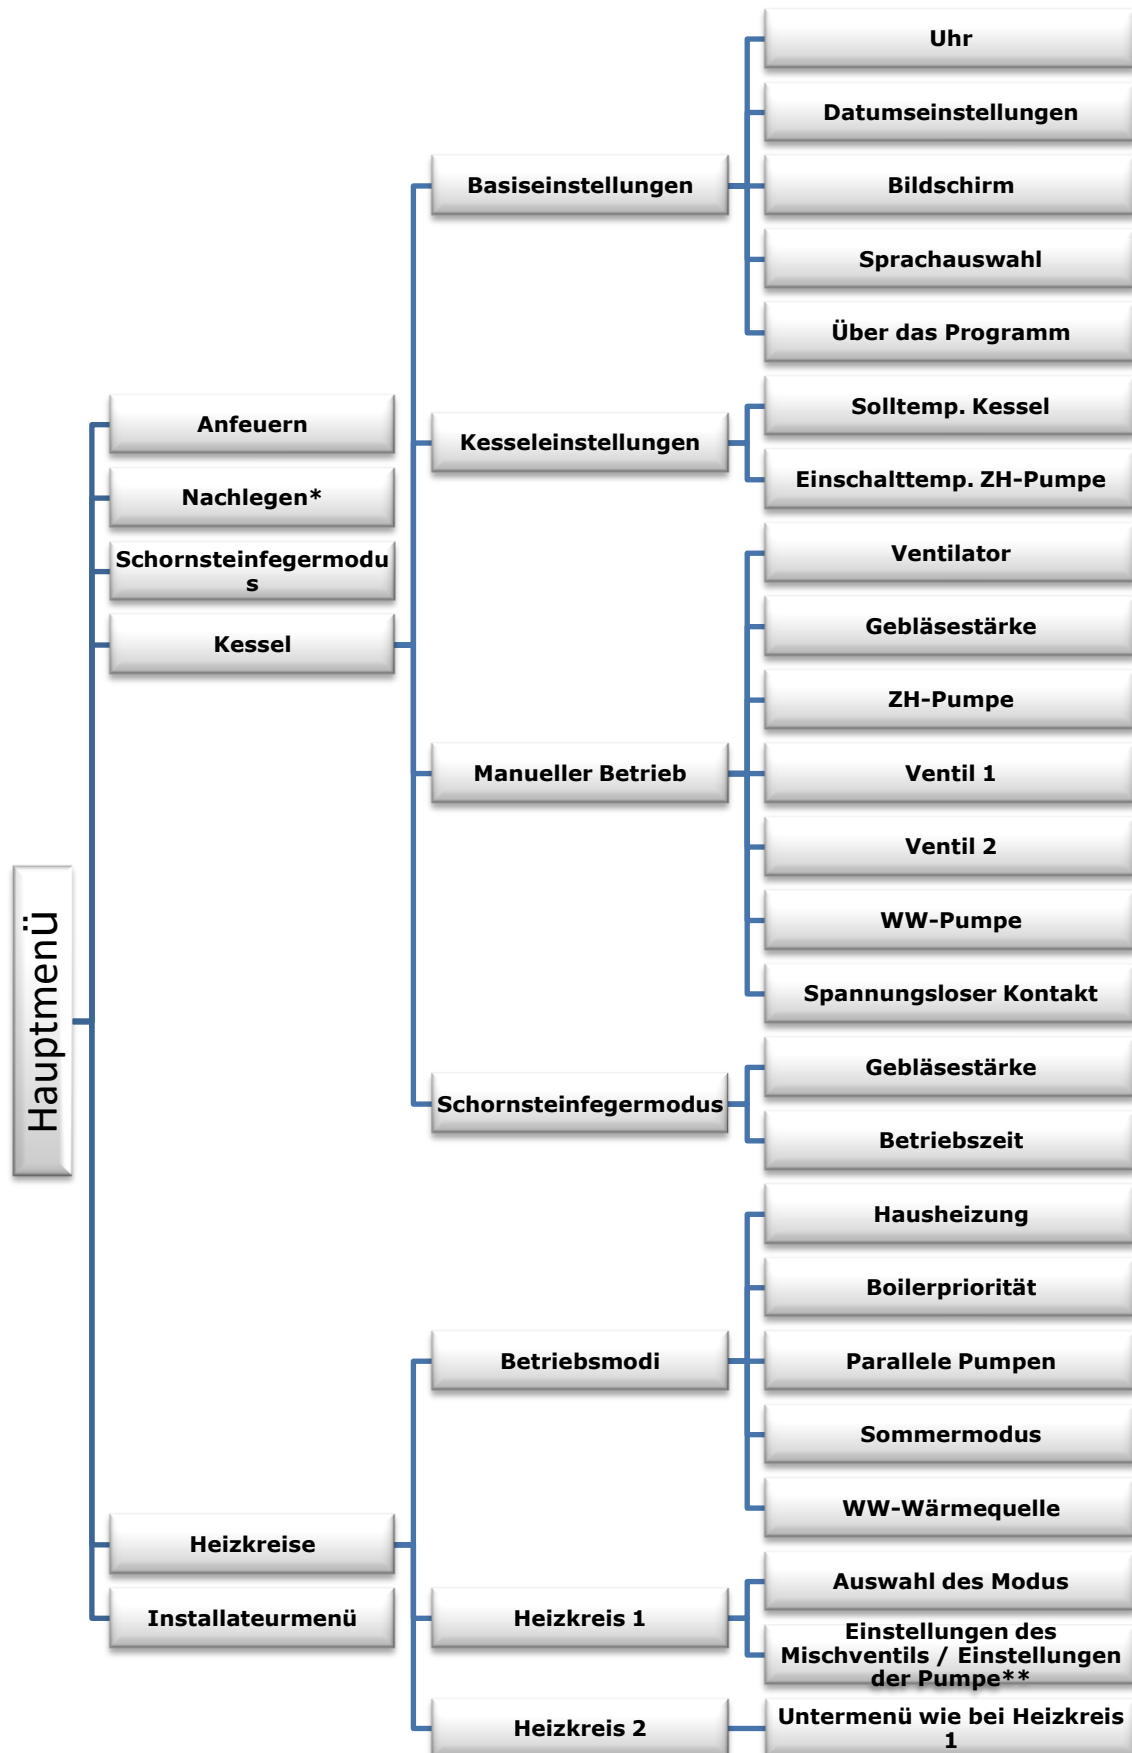 Hauptmenü
Anfeuern
Nachlegen*
Schornsteinfegermodu
s
Kessel
Basiseinstellungen
Uhr
Datumseinstellungen
Bildschirm
Sprachauswahl
Über das Programm
Kesseleinstellungen
Solltemp. Kessel
Einschalttemp. ZH-Pumpe
Manueller Betrieb
Ventilator
Gebläsestärke
ZH-Pumpe
Ventil 1
Ventil 2
WW-Pumpe
Spannungsloser Kontakt
Schornsteinfegermodus
Gebläsestärke
Betriebszeit
Heizkreise
Betriebsmodi
Hausheizung
Boilerpriorität
Parallele Pumpen
Sommermodus
WW-Wärmequelle
Heizkreis 1
Auswahl des Modus
Einstellungen des
Mischventils / Einstellungen
der Pumpe**
Heizkreis 2
Untermenü wie bei Heizkreis
1
Installateurmenü